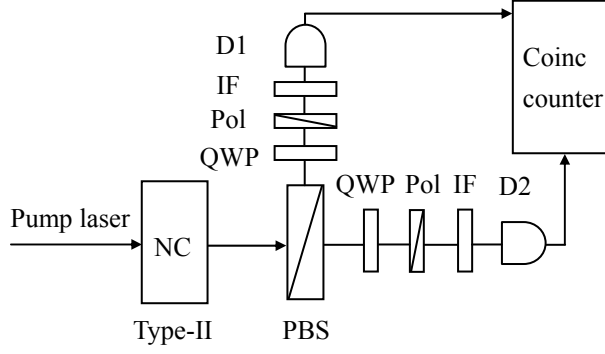 D1
IF
Pol
QWP
Coinc
counter
QWP Pol IF D2
Pump laser
NC
Type-II
PBS